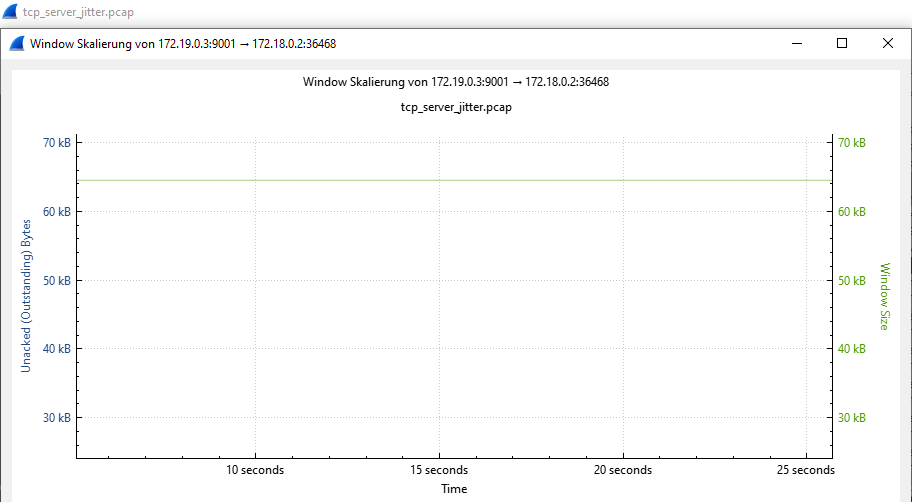 tcp_server_jitter.pcap
Window Skalierung von 172.19.0.3:9001 → 172.18.0.2:36468
Window Skalierung von 172.19.0.3:9001 → 172.18.0.2:36468
tcp_server_jitter.pcap
70 kB
60 kB
50 kB
40 kB
30 kB
Unacked (Outstanding) Bytes
70 kB
60 kB
50 kB
40 kB
30 kB
Window Size
10 seconds
15 seconds
20 seconds
25 seconds
Time